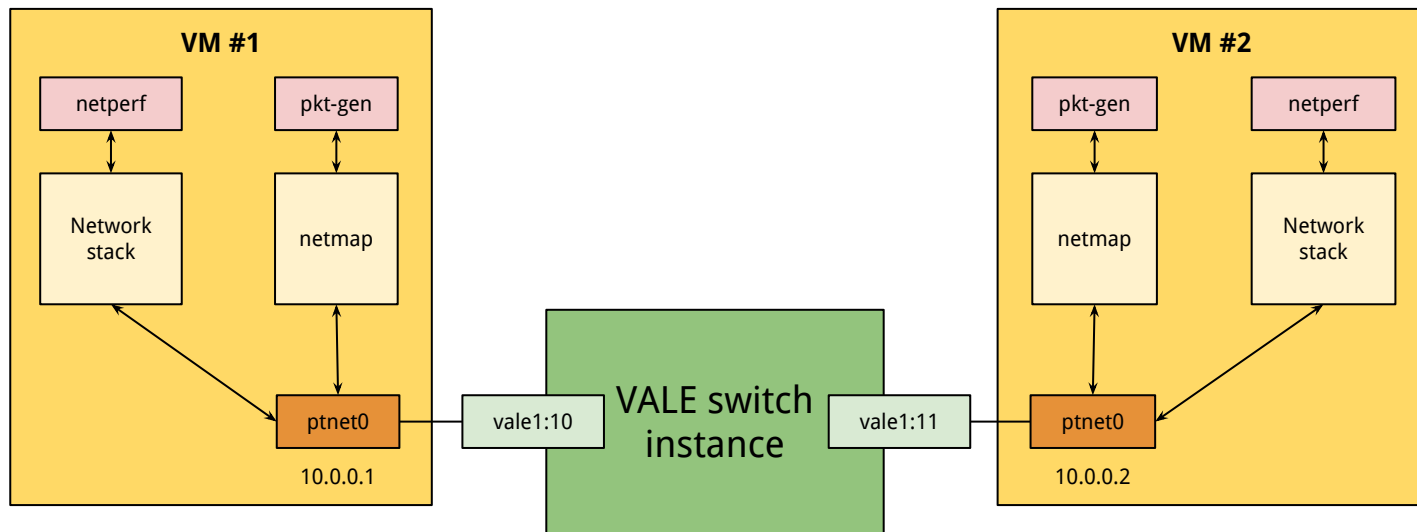 VM #1
netperf
pkt-gen
Network
stack
netmap
ptnet0
10.0.0.1
vale1:10
VALE switch
instance
vale1:11
VM #2
pkt-gen
netperf
netmap
Network
stack
ptnet0
10.0.0.2